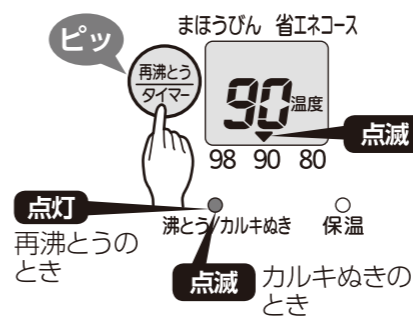 まほうびん 省エネコース
ピッ
再沸とう
タイマー
90 温度
点滅
98 90 80
点灯
再沸とうの
とき
沸とう/カルキぬき 保温
点滅 カルキぬきの
とき